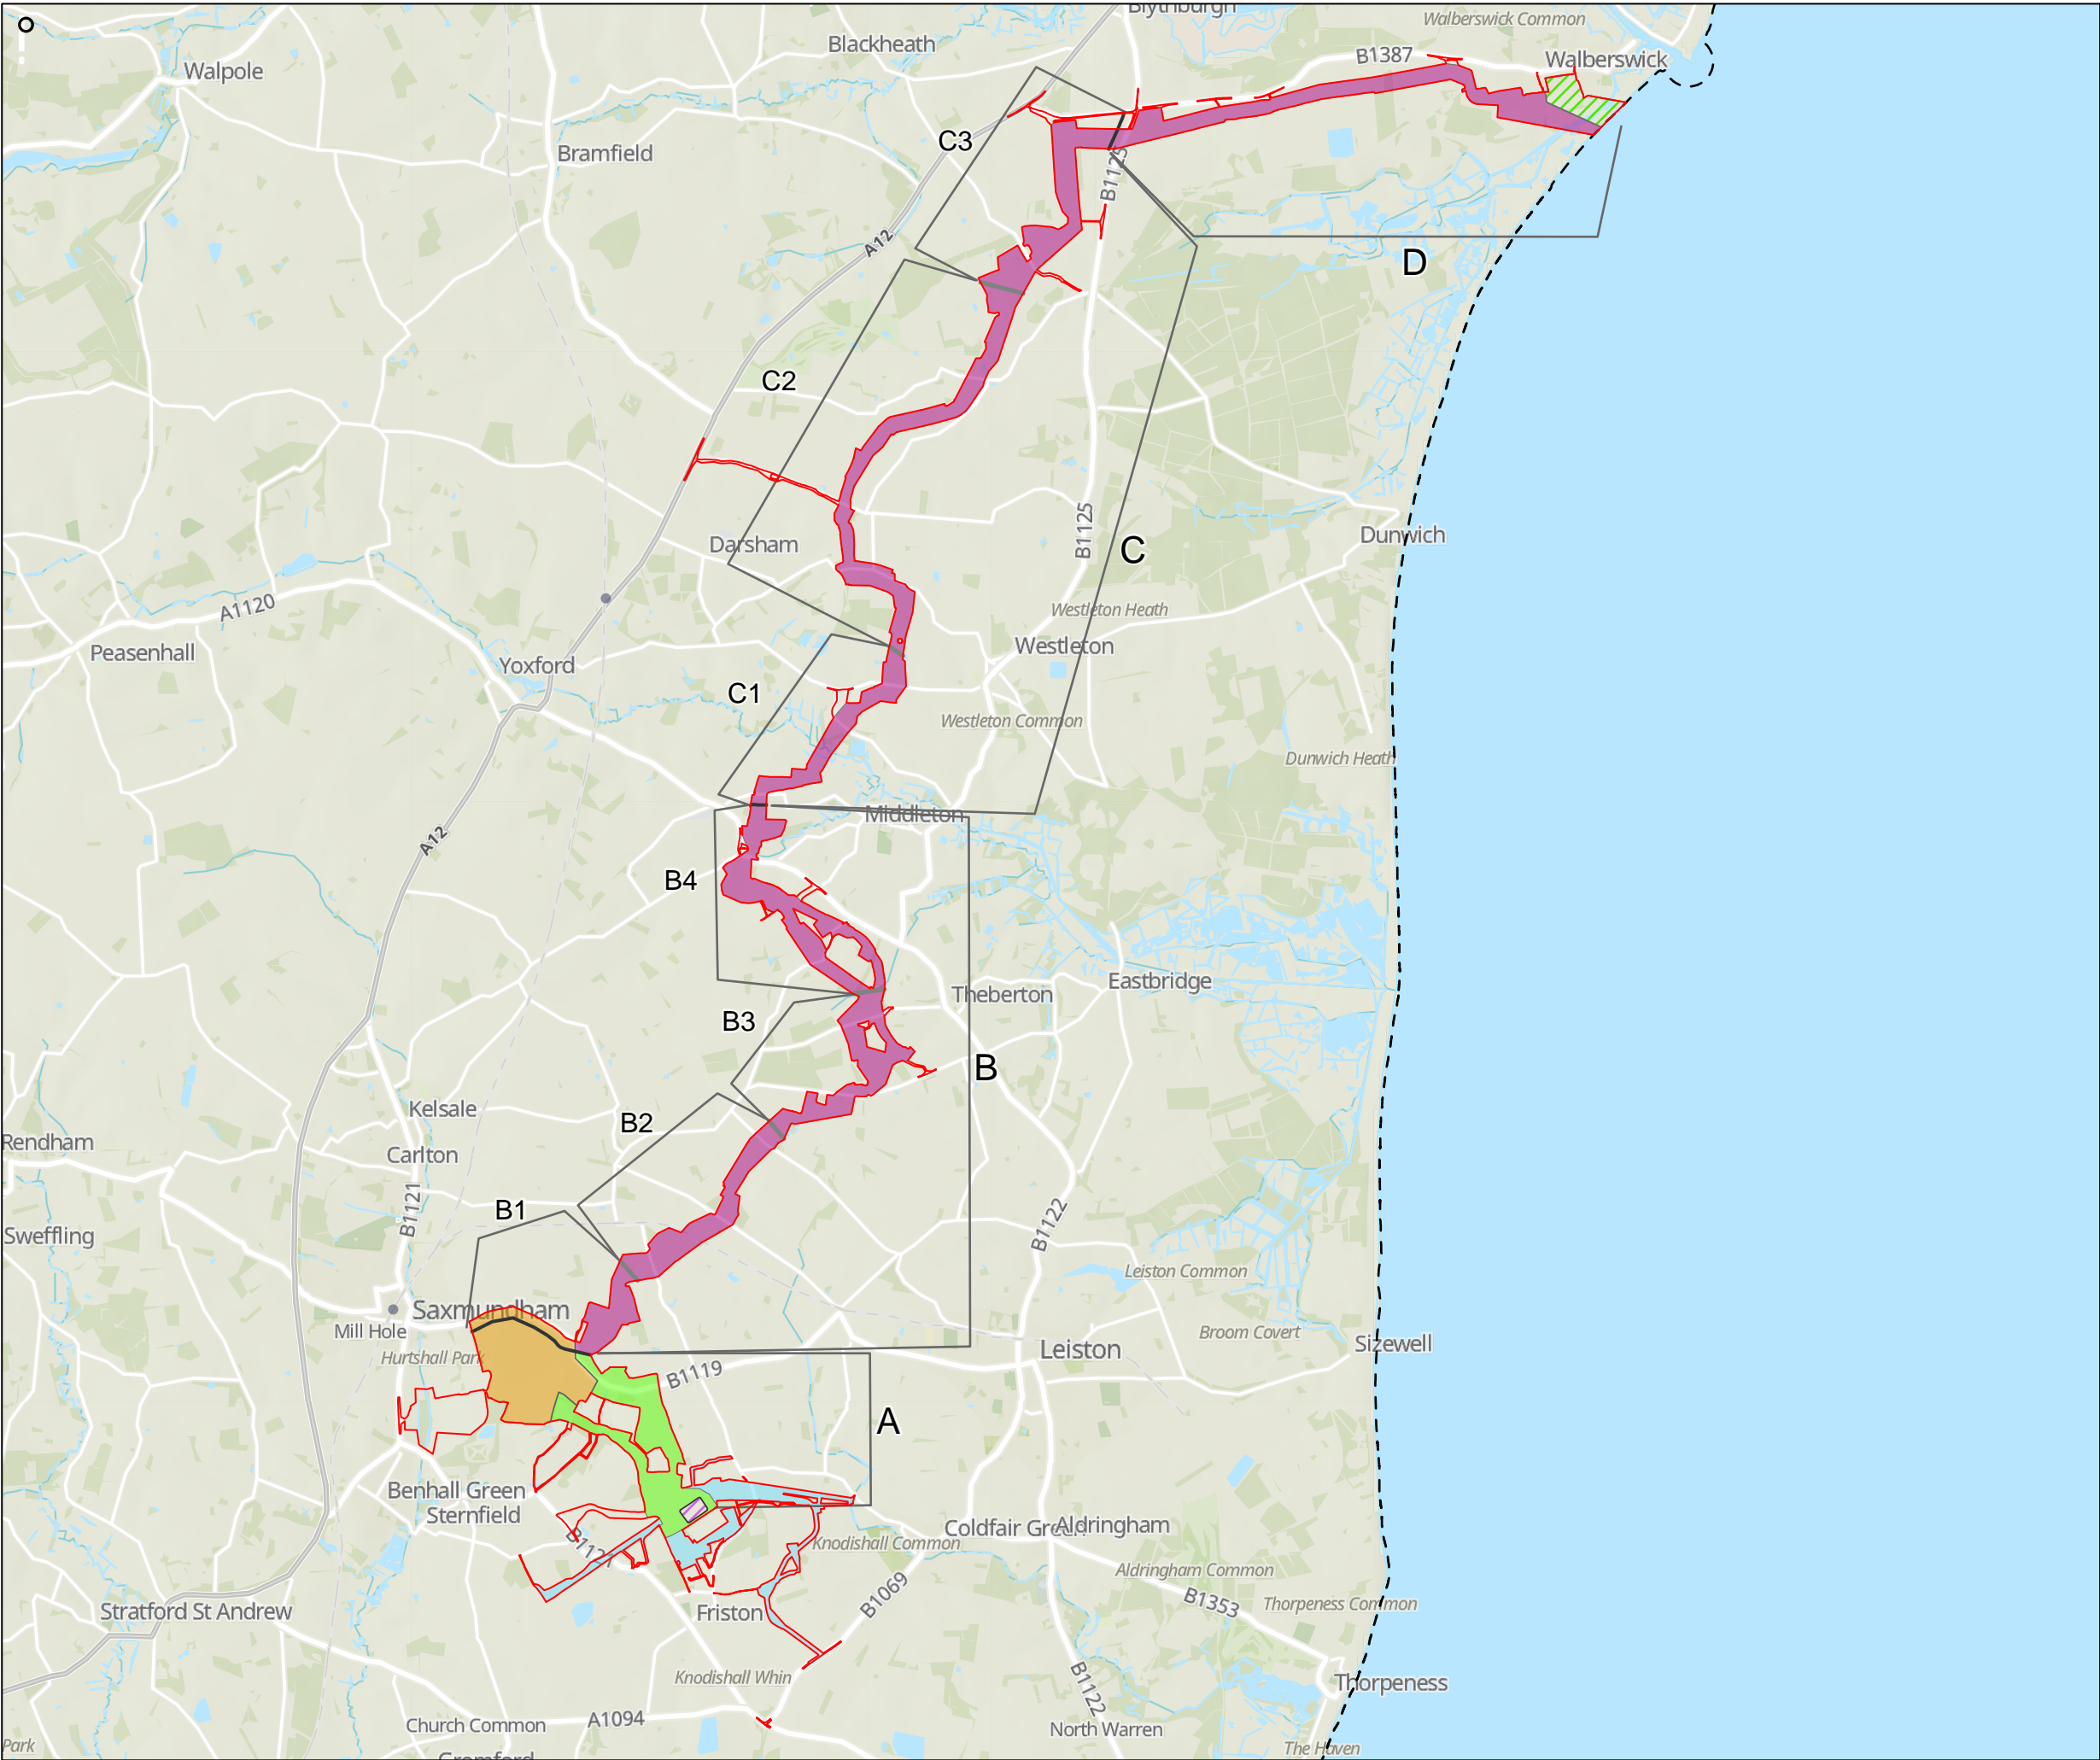 Blythburgh
Walberswick Common
Blackheath
B1387
Walberswick
Walpole
C3
Bramfield
B1125
A12
D
C2
B1125
Dunwich
Darsham
C
A1120
Westleton Heath
Peasenhall
Westleton
Yoxford
C1
Westleton Common
Dunwich Heath
Middleton
A12
B4
Eastbridge
Theberton
B3
B
Kelsale
B2
Rendham
Carlton
B1121
B1
Sweffling
B1122
Leiston Common
Saxmundham
Mill Hole
Broom Covert
Sizewell
Hurtshall Park
Leiston
B1119
A
Benhall Green
Sternfield
Coldfair Green
Aldringham
Knodishall Common
B1121
Aldringham Common
B1069
B1353
Thorpeness Common
Stratford St Andrew
Friston
Knodishall Whin
Thorpeness
B1122
A1094
Church Common
North Warren
Park
The Haven
Gromford